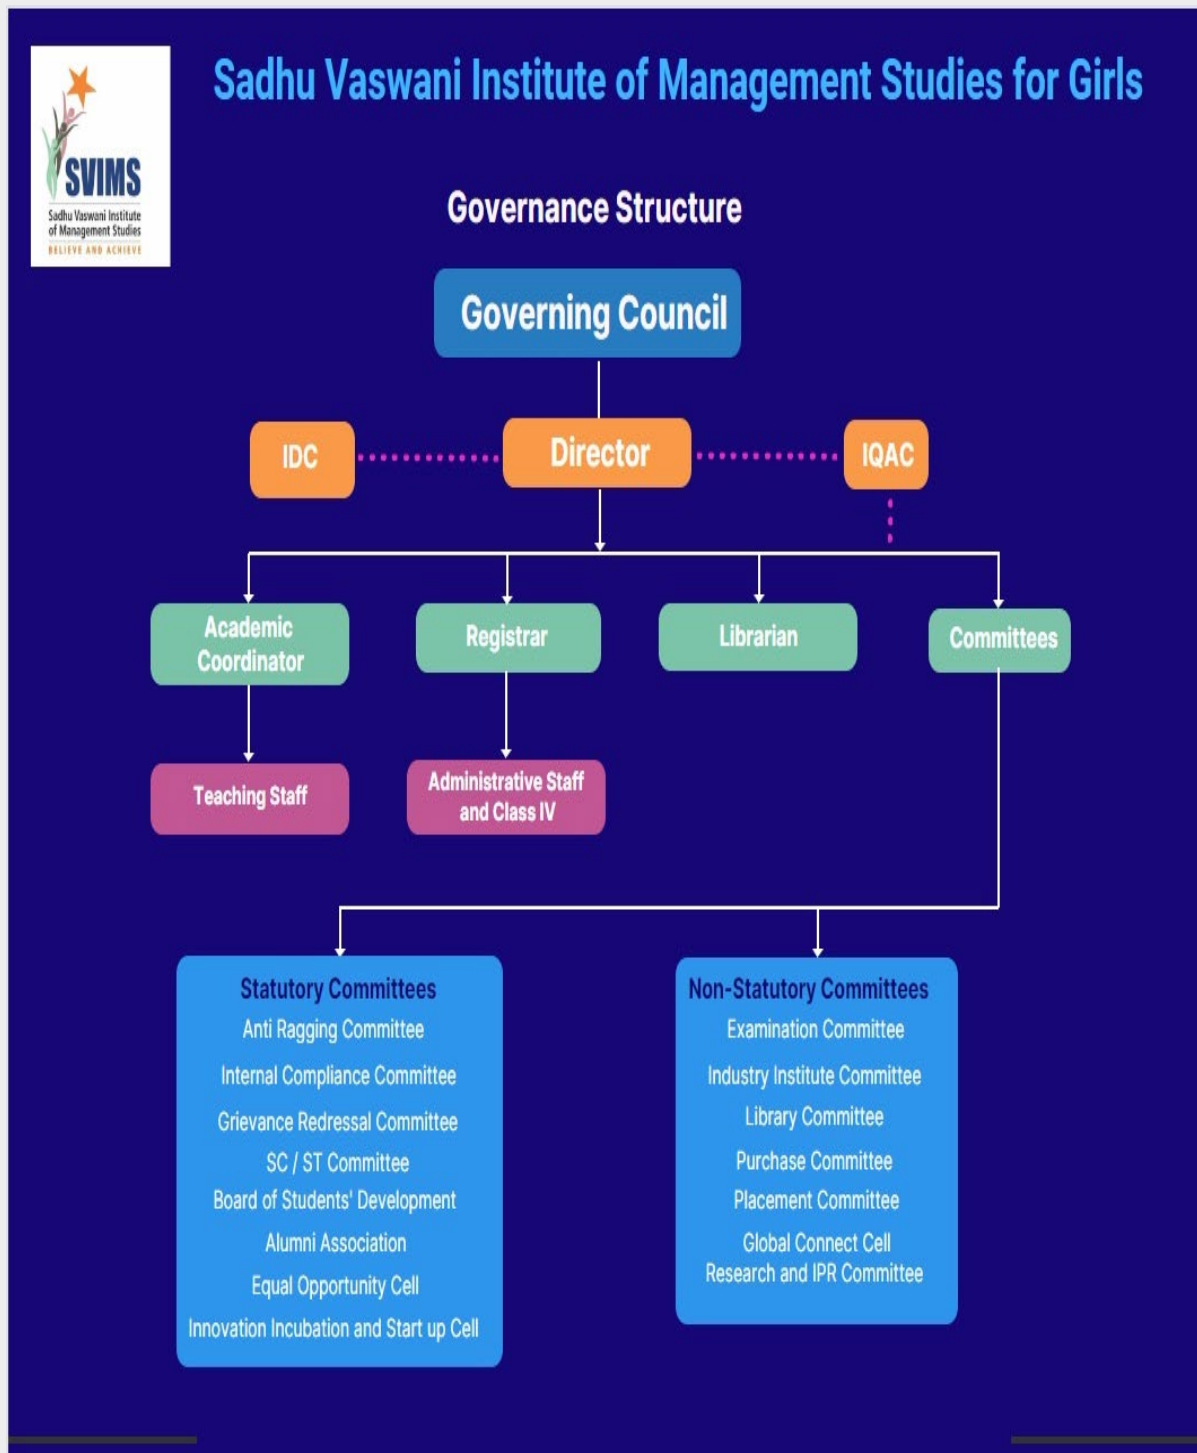 Sadhu Vaswani Institute of Management Studies for Girls
SVIMS
Sadhu Vaswani Institute
of Management Studies
BELIEVE AND ACHIEVE
Governance Structure
Governing Council
IDC
Director
IQAC
Academic
Coordinator
Registrar
Librarian
Committees
Teaching Staff
Administrative Staff
and Class IV
Statutory Committees
Anti Ragging Committee
Internal Compliance Committee
Grievance Redressal Committee
SC / ST Committee
Board of Students' Development
Alumni Association
Equal Opportunity Cell
Innovation Incubation and Start up Cell
Non-Statutory Committees
Examination Committee
Industry Institute Committee
Library Committee
Purchase Committee
Placement Committee
Global Connect Cell
Research and IPR Committee